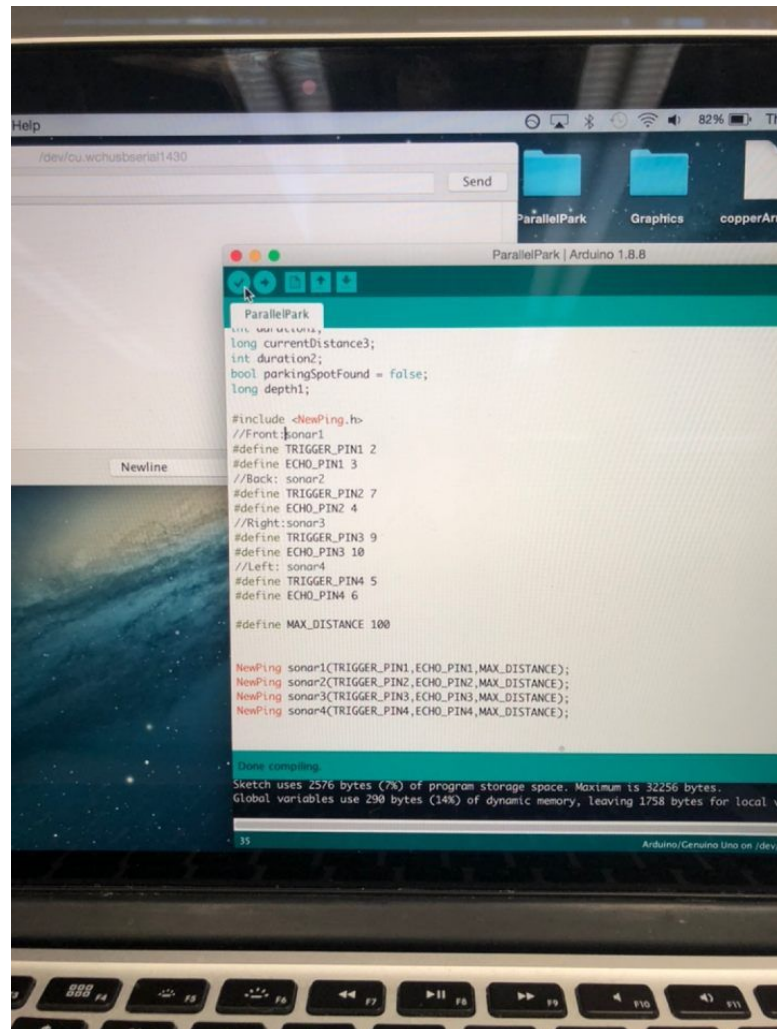 Help
82%
Th
/dev/cu.wchusbserial1430
Send
ParallelPark
Graphics
copperAr
ParallelPark | Arduino 1.8.8
ParallelPark
long currentDistance3;
int duration2;
bool parkingSpotFound = false;
long depth1;
#include <NewPing.h>
//Front:sonar1
#define TRIGGER_PIN1 2
#define ECHO_PIN1 3
//Back: sonar2
#define TRIGGER_PIN2 7
#define ECHO_PIN2 4
//Right:sonar3
#define TRIGGER_PIN3 9
#define ECHO_PIN3 10
//Left: sonar4
#define TRIGGER_PIN4 5
#define ECHO_PIN4 6
#define MAX_DISTANCE 100
NewPing sonar1(TRIGGER_PIN1,ECHO_PIN1,MAX_DISTANCE);
NewPing sonar2(TRIGGER_PIN2,ECHO_PIN2,MAX_DISTANCE);
NewPing sonar3(TRIGGER_PIN3,ECHO_PIN3,MAX_DISTANCE);
NewPing sonar4(TRIGGER_PIN4,ECHO_PIN4,MAX_DISTANCE);
Newline
Done compiling.
Sketch uses 2576 bytes (7%) of program storage space. Maximum is 32256 bytes.
Global variables use 290 bytes (14%) of dynamic memory, leaving 1758 bytes for local v
35
Arduino/Genuino Uno on /dev/
F4
F5
F6
F7
F8
F9
F10
F11